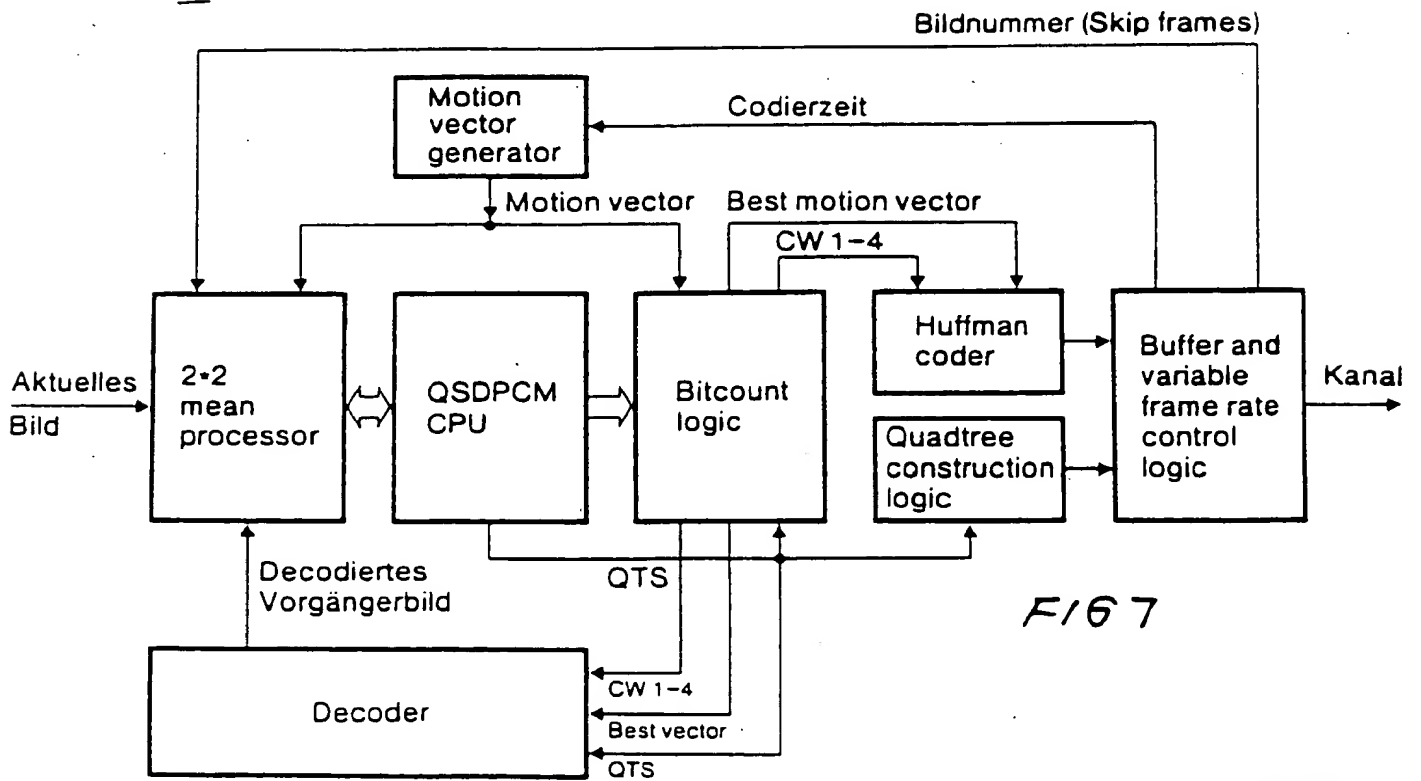 Bildnummer (Skip frames)
Motion
vector
generator
Codierzeit
Motion vector
Best motion vector
CW 1-4
Aktuelles
Bild
2*2
mean
processor
QSDPCM
CPU
Bitcount
logic
Huffman
coder
Quadtree
construction
logic
Buffer and
variable
frame rate
control
logic
Kanal
Decodiertes
Vorgängerbild
QTS
FIG 7
Decoder
CW 1-4
Best vector
QTS